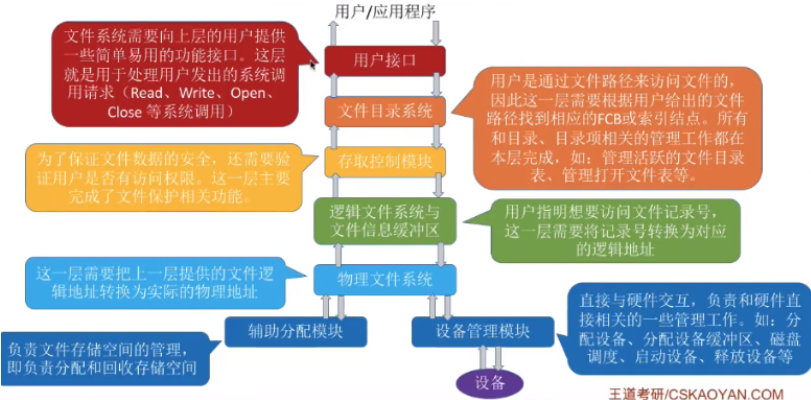 用户/应用程序
文件系统需要向上层的用户提供
一些简单易用的功能接口。这层
就是用于处理用户发出的系统调
用请求（Read、Write、Open、
Close 等系统调用）
用户接口
文件目录系统
用户是通过文件路径来访问文件的，
因此这一层需要根据用户给出的文件
路径找到相应的FCB或索引结点。所有
和目录、目录项相关的管理工作都在
本层完成，如：管理活跃的文件目录
表、管理打开文件表等。
为了保证文件数据的安全，还需要验
证用户是否有访问权限。这一层主要
完成了文件保护相关功能。
存取控制模块
逻辑文件系统与
文件信息缓冲区
用户指明想要访问文件记录号，
这一层需要将记录号转换为对应
的逻辑地址
这一层需要把上一层提供的文件逻
辑地址转换为实际的物理地址
物理文件系统
直接与硬件交互，负责和硬件直
接相关的一些管理工作。如：分
配设备、分配设备缓冲区、磁盘
调度、启动设备、释放设备等
辅助分配模块
设备管理模块
负责文件存储空间的管理，
即负责分配和回收存储空间
设备
王道考研/CSKAOYAN.COM